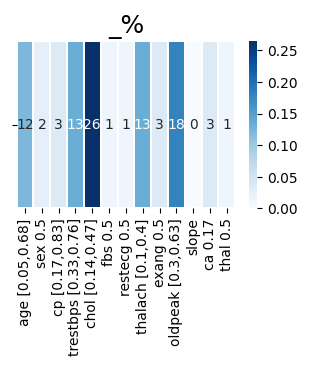 _%
– 12 2 3 13 26 1 1 13 3 18 0 3 1
0.25
0.20
0.15
0.10
0.05
0.00
age [0.05,0.68]
sex 0.5
cp [0.17,0.83]
trestbps [0.33,0.76]
chol [0.14,0.47]
fbs 0.5
restecg 0.5
thalach [0.1,0.4]
exang 0.5
oldpeak [0.3,0.63]
slope
ca 0.17
thal 0.5